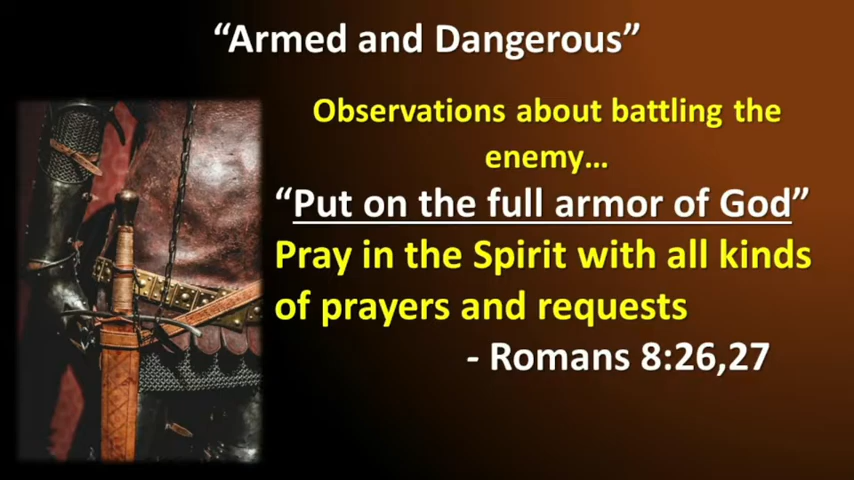 “Armed and Dangerous”
Observations about battling the
enemy…
“Put on the full armor of God”
Pray in the Spirit with all kinds
of prayers and requests
- Romans 8:26,27